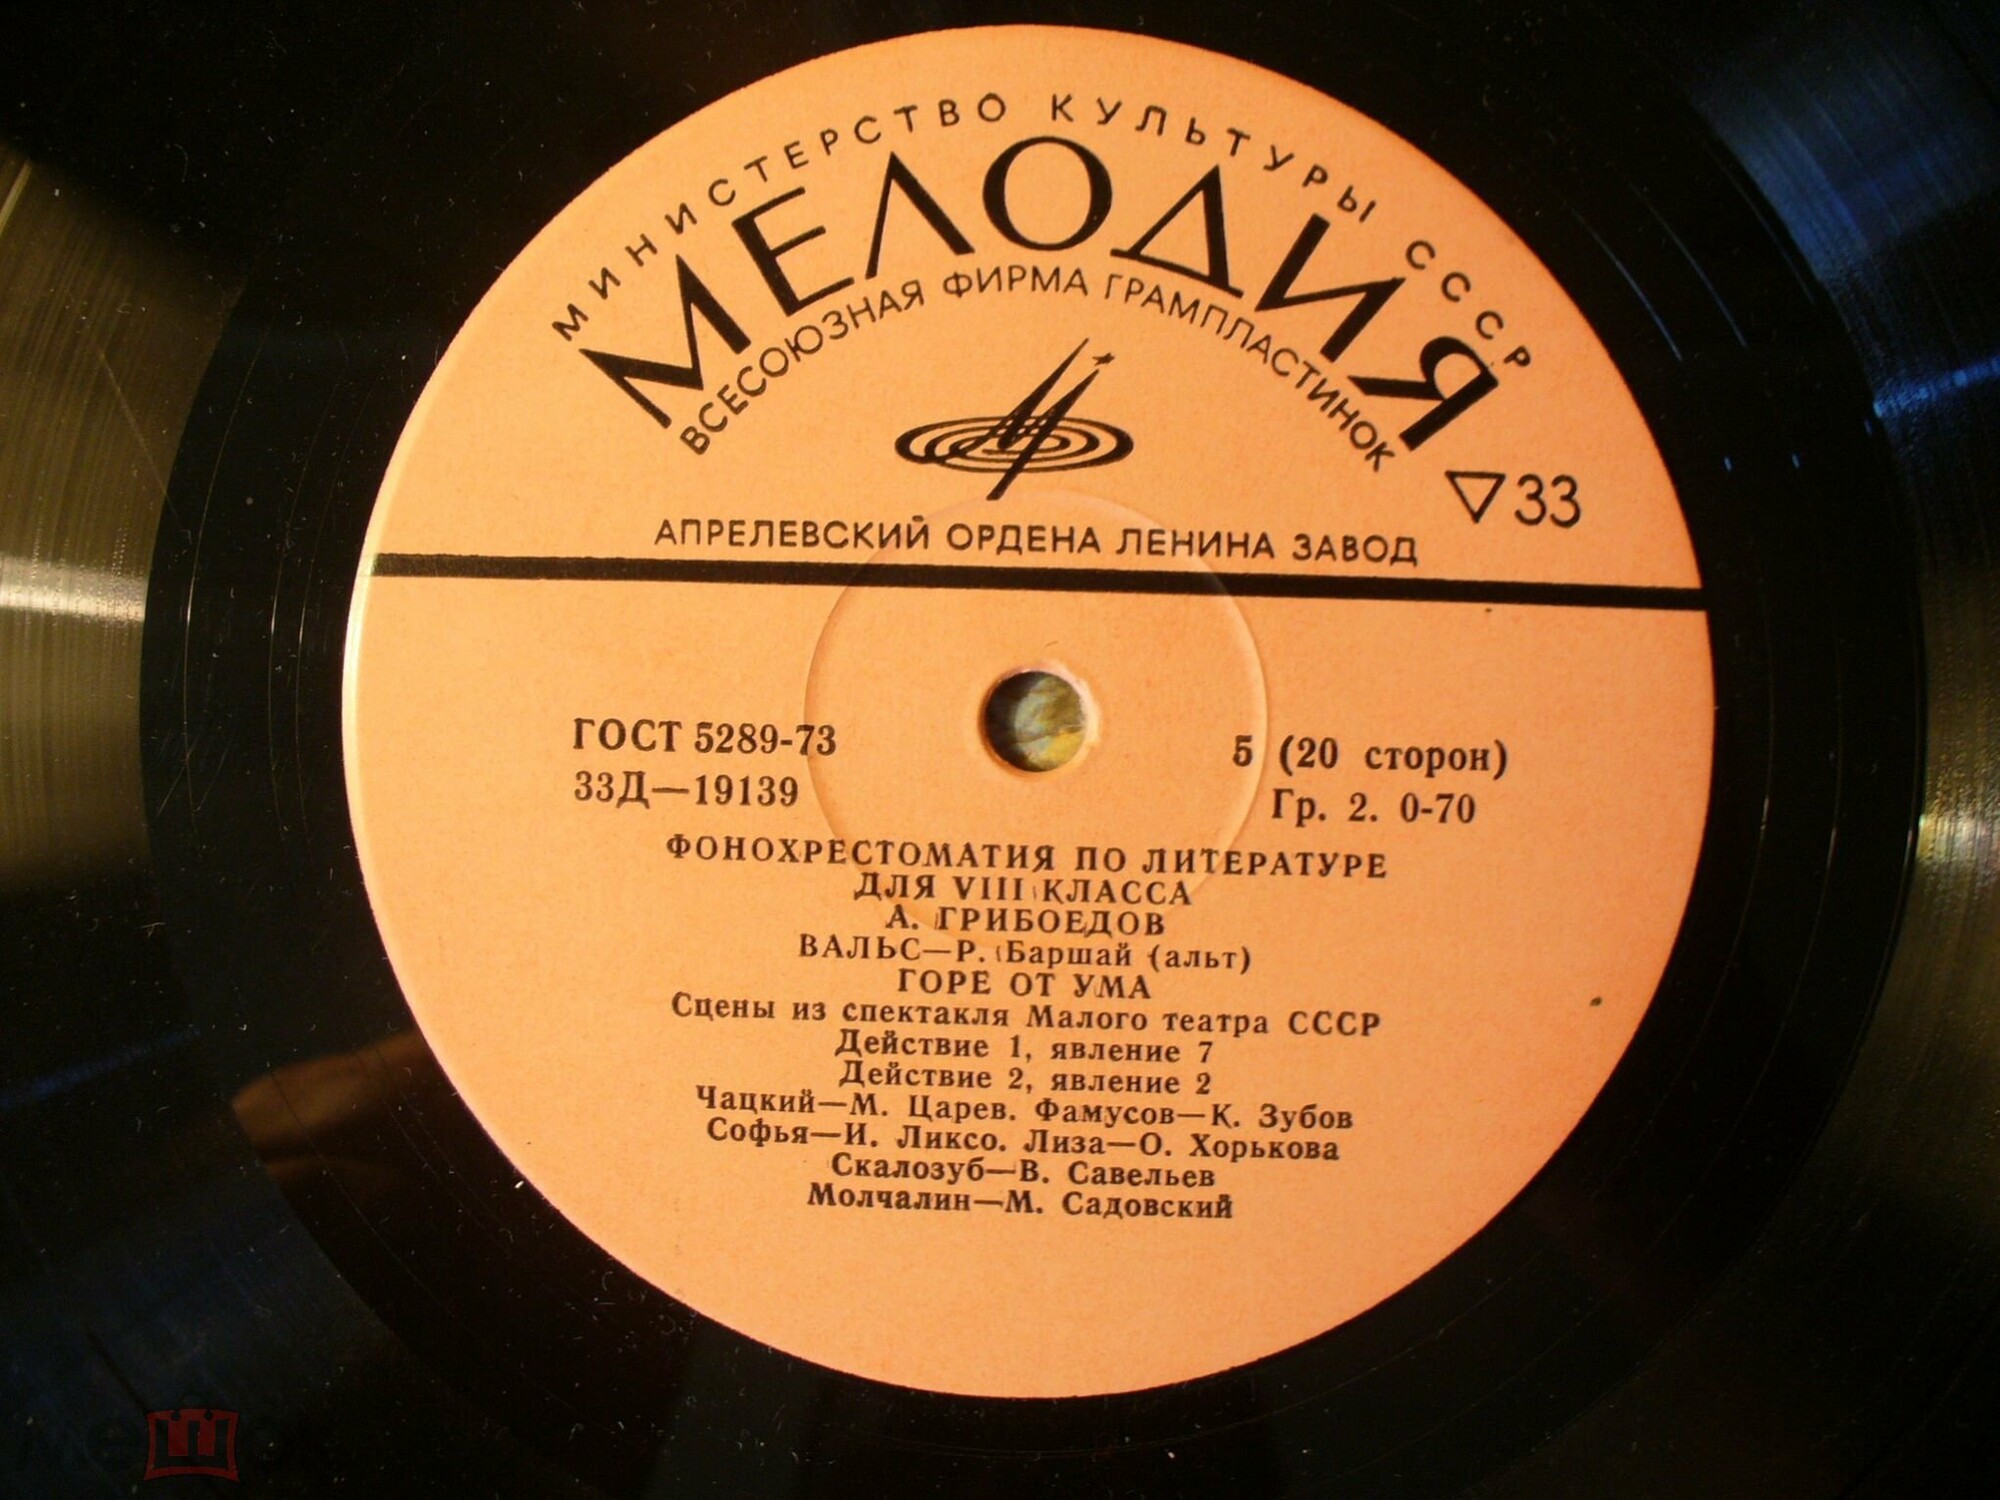 МИНИСТЕРСТВО КУЛЬТУРЫ СССР
МЕЛОДИЯ
ВСЕСОЮЗНАЯ ФИРМА ГРАМПЛАСТИНОК
33
АПРЕЛЕВСКИЙ ОРДЕНА ЛЕНИНА ЗАВОД
ГОСТ 5289-73
33Д—19139
5 (20 сторон)
Гр. 2. 0-70
ФОНОХРЕСТОМАТИЯ ПО ЛИТЕРАТУРЕ
ДЛЯ VIII КЛАССА
А. ГРИБОЕДОВ
ВАЛЬС—Р. Баршай (альт)
ГОРЕ ОТ УМА
Сцены из спектакля Малого театра СССР
Действие 1, явление 7
Действие 2, явление 2
Чацкий—М. Царев. Фамусов—К. Зубов
Софья—И. Ликсо. Лиза—О. Хорькова
Скалозуб—В. Савельев
Молчалин—М. Садовский